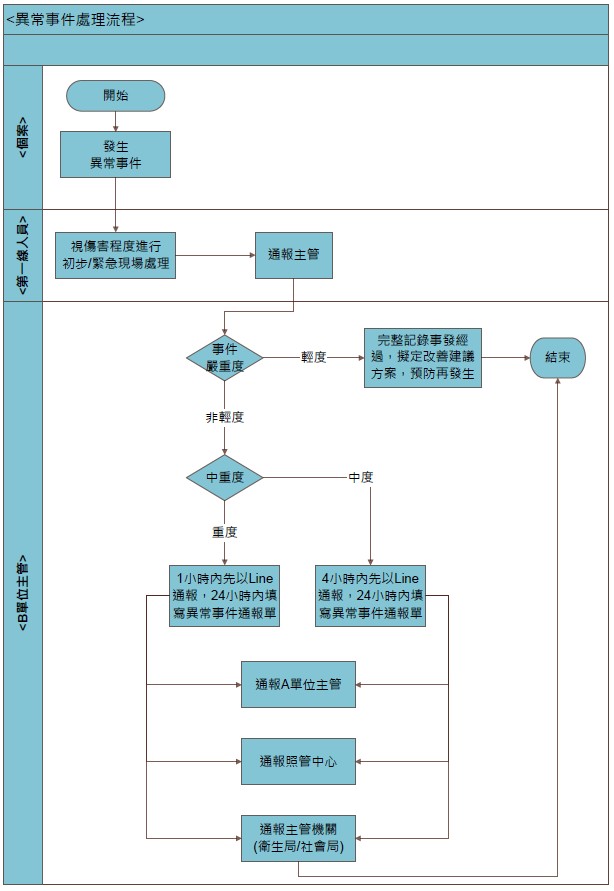 <異常事件處理流程>
<個案>
開始
發生
異常事件
<第一線人員>
視傷害程度進行
初步/緊急現場處理
通報主管
<B單位主管>
事件
嚴重度
輕度
完整記錄事發經
過，擬定改善建議
方案，預防再發生
結束
非輕度
中重度
中度
重度
1小時內先以Line
通報，24小時內填
寫異常事件通報單
4小時內先以Line
通報，24小時內填
寫異常事件通報單
通報A單位主管
通報照管中心
通報主管機關
(衛生局/社會局)